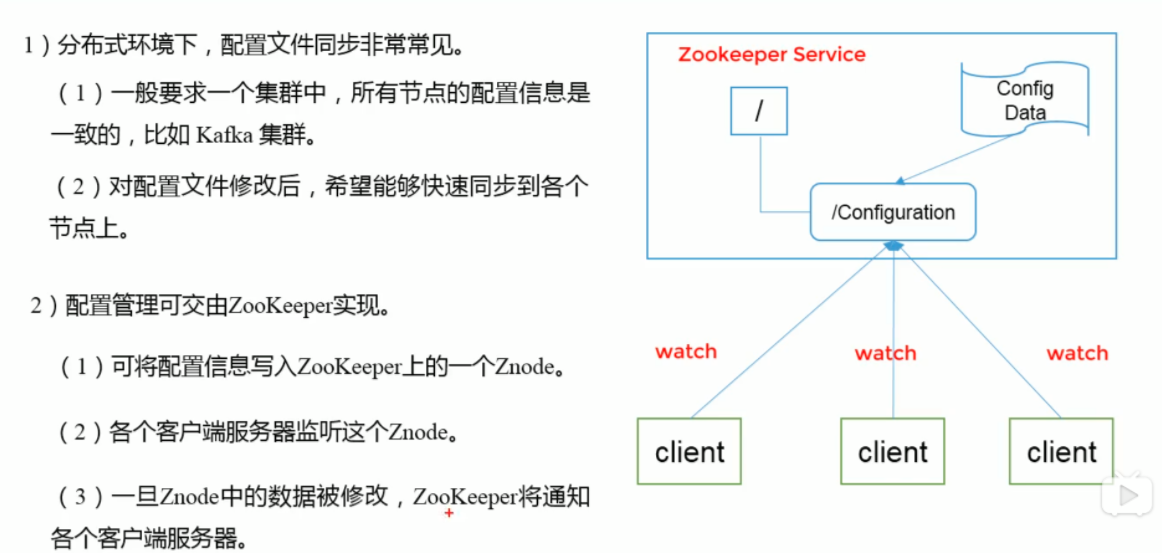 1）分布式环境下，配置文件同步非常常见。
（1）一般要求一个集群中，所有节点的配置信息是
一致的，比如 Kafka 集群。
（2）对配置文件修改后，希望能够快速同步到各个
节点上。
2）配置管理可交由ZooKeeper实现。
（1）可将配置信息写入ZooKeeper上的一个Znode。
（2）各个客户端服务器监听这个Znode。
（3）一旦Znode中的数据被修改，ZooKeeper将通知
各个客户端服务器。
Zookeeper Service
/
Config
Data
/Configuration
watch
watch
watch
client
client
client